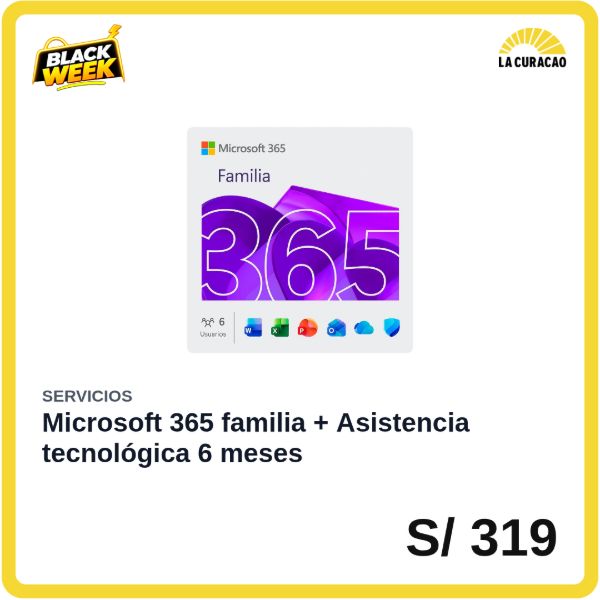 BLACK
WEEK
LA CURACAO
Microsoft 365
Familia
365
6
Usuarios
W
X
P
O
SERVICIOS
Microsoft 365 familia + Asistencia
tecnológica 6 meses
S/ 319